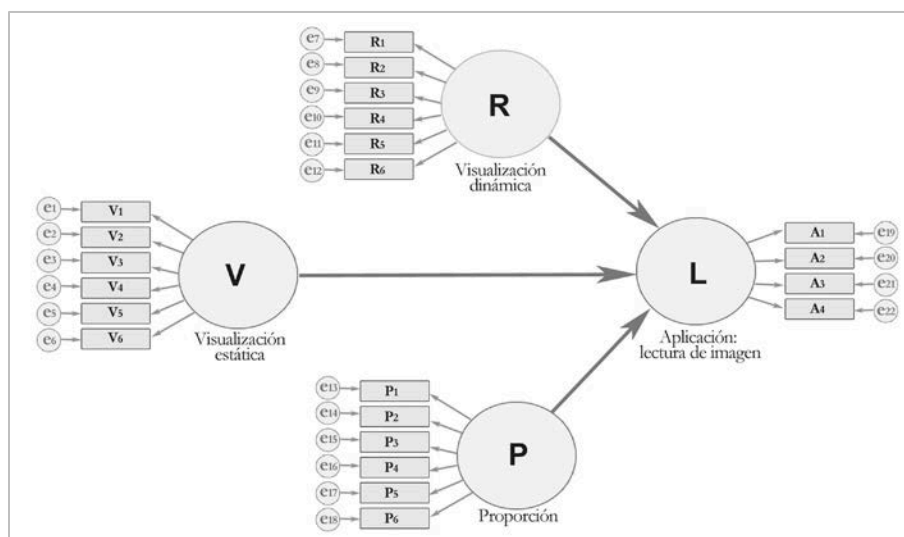 e7 R1
e8 R2
e9 R3
e10 R4
e11 R5
e12 R6
R
Visualización
dinámica
e1 V1
e2 V2
e3 V3
e4 V4
e5 V5
e6 V6
V
Visualización
estática
L
Aplicación:
lectura de imagen
A1 e19
A2 e20
A3 e21
A4 e22
e13 P1
e14 P2
e15 P3
e16 P4
e17 P5
e18 P6
P
Proporción